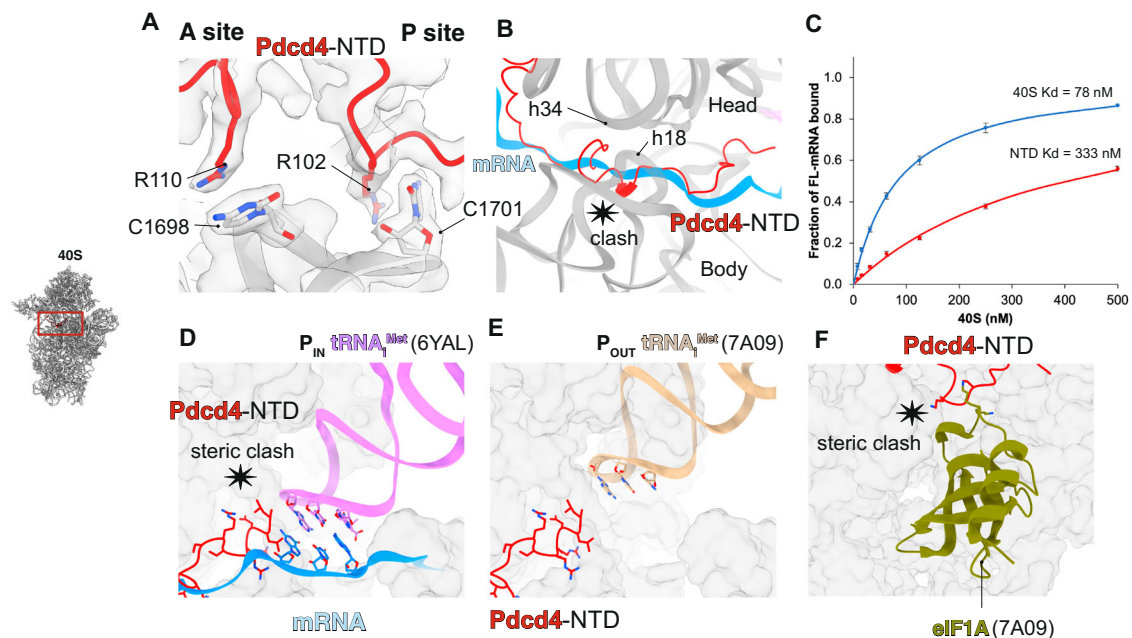 A
A site
P site
Pdcd4-NTD
R110
R102
C1698
C1701
B
h34
Head
h18
mRNA
Pdcd4-NTD
clash
Body
C
Fraction of FL-mRNA bound
1.0
0.8
0.6
0.4
0.2
0.0
0
100
200
300
400
500
40S (nM)
40S Kd = 78 nM
NTD Kd = 333 nM
40S
D
PIN tRNAiMet (6YAL)
Pdcd4-NTD
steric clash
mRNA
E
POUT tRNAiMet (7A09)
Pdcd4-NTD
F
Pdcd4-NTD
steric clash
eIF1A (7A09)